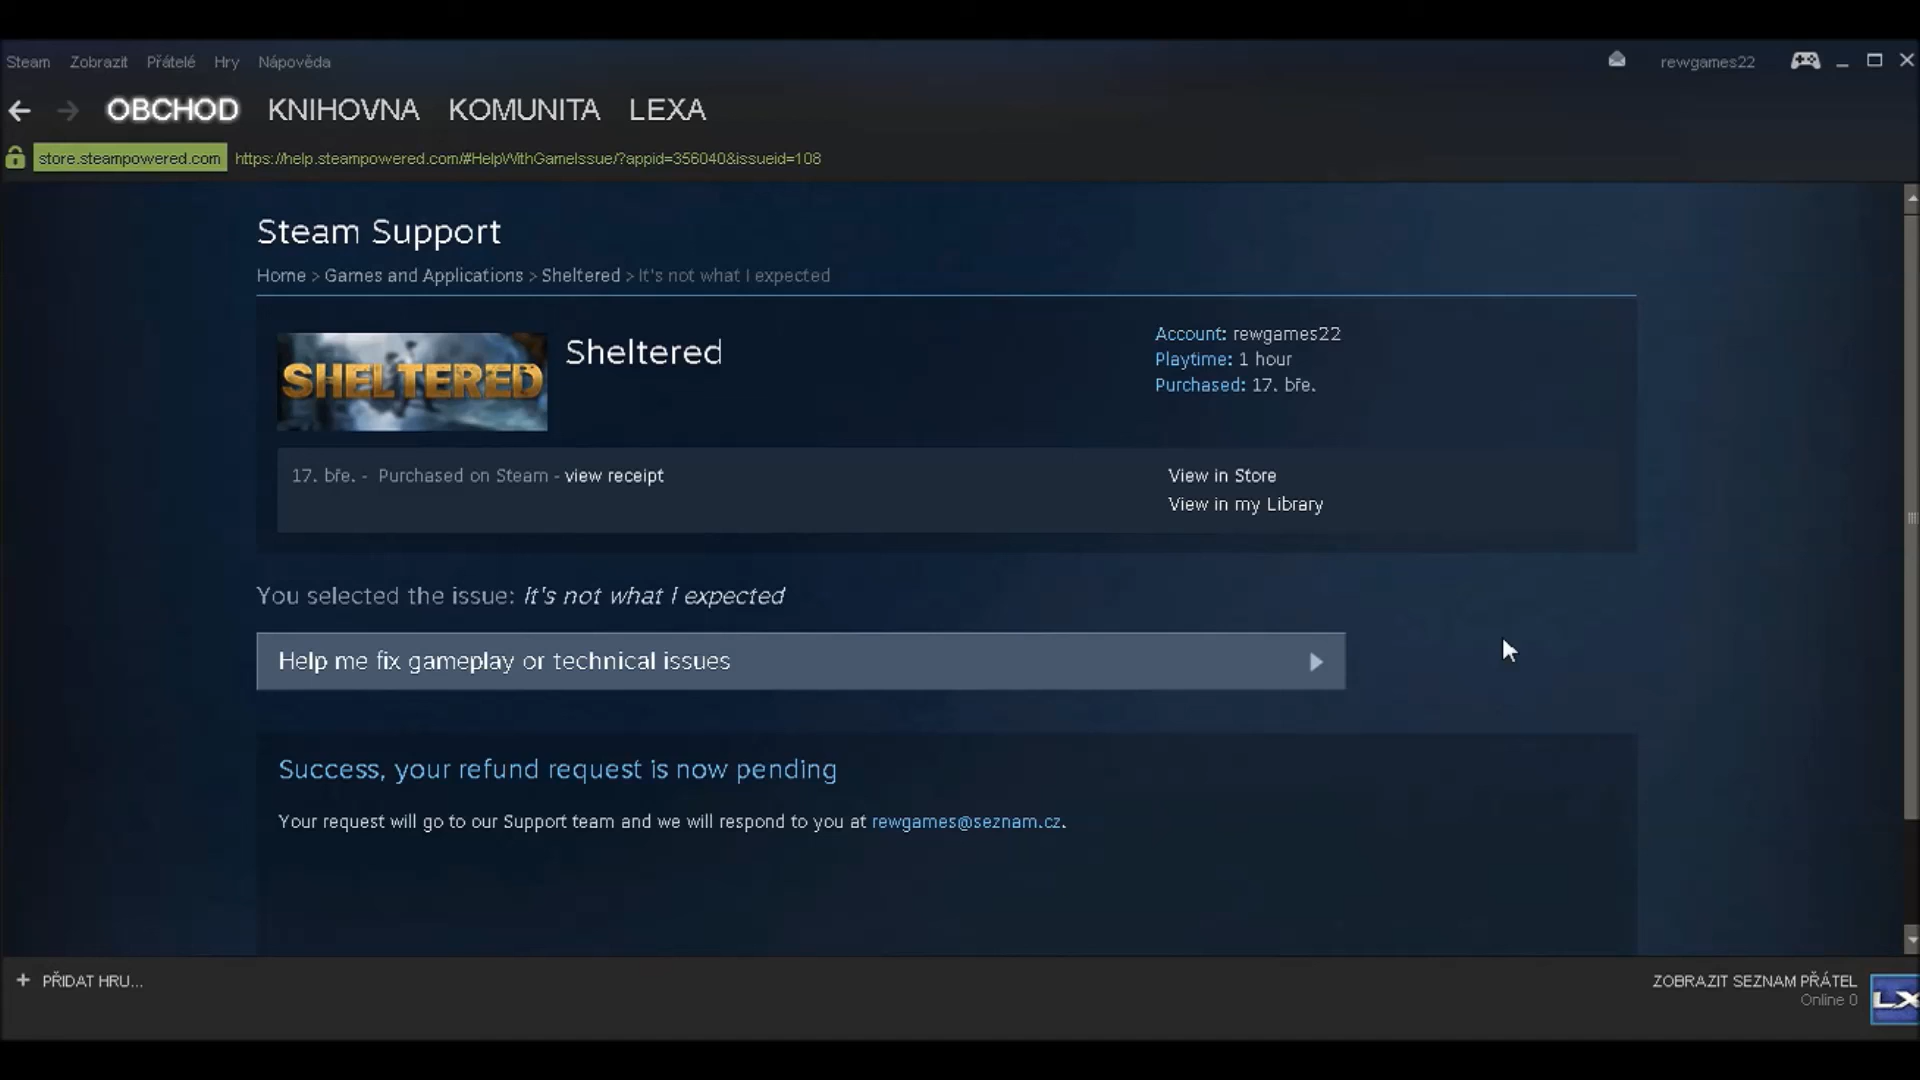 Steam Zobrazit Přátelé Hry Nápověda rewgames22
OBCHOD KNIHOVNA KOMUNITA LEXA
store.steampowered.com https://help.steampowered.com/#HelpWithGameIssue/?appid=356040&issueid=108
Steam Support
Home > Games and Applications > Sheltered > It's not what I expected
SHELTERED
Sheltered
Account: rewgames22
Playtime: 1 hour
Purchased: 17. bře.
17. bře. - Purchased on Steam - view receipt
View in Store
View in my Library
You selected the issue: It's not what I expected
Help me fix gameplay or technical issues
Success, your refund request is now pending
Your request will go to our Support team and we will respond to you at rewgames@seznam.cz.
+ PŘIDAT HRU...
ZOBRAZIT SEZNAM PŘÁTEL
Online 0
LX